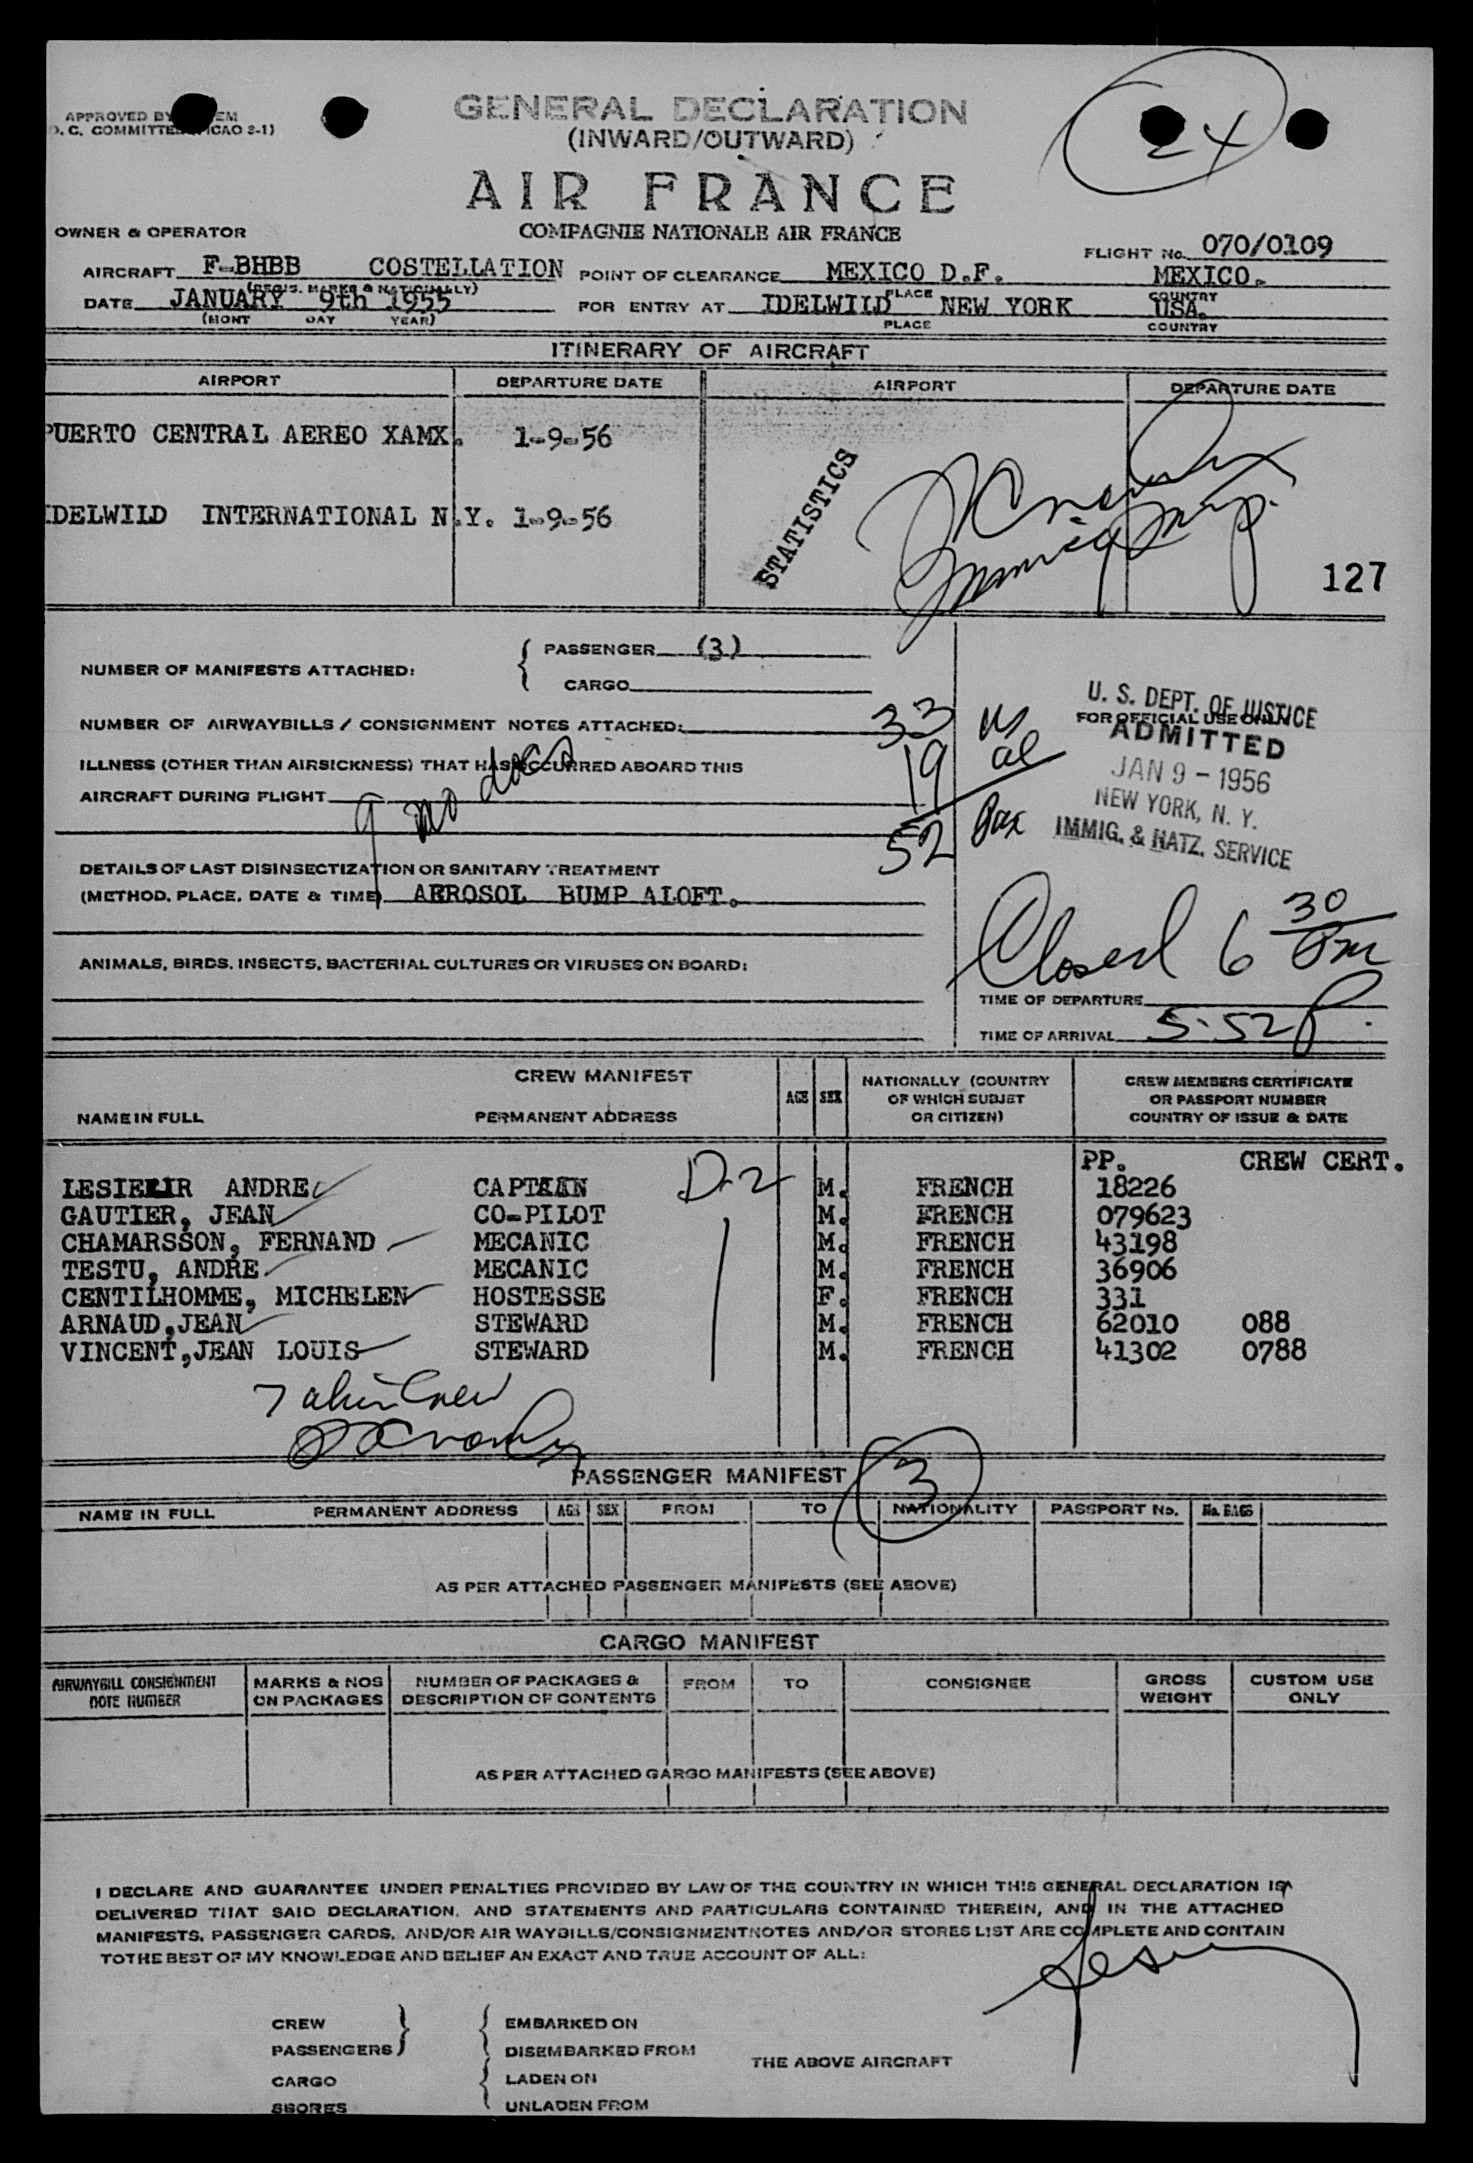 GENERAL DECLARATION
(INWARD/OUTWARD)
24
APPROVED BY
COMMITTEE (ICAO 2-1)
AIR FRANCE
COMPAGNIE NATIONALE AIR FRANCE
OWNER & OPERATOR
FLIGHT No. 070/0109
AIRCRAFT F-BHBB COSTELLATION POINT OF CLEARANCE MEXICO D.F. MEXICO.
(REGIS. MARKS & NATIONALLY) PLACE COUNTRY
DATE JANUARY 9th 1955 FOR ENTRY AT IDELWILD NEW YORK USA.
(MONT DAY YEAR) PLACE COUNTRY
ITINERARY OF AIRCRAFT
AIRPORT DEPARTURE DATE AIRPORT DEPARTURE DATE
PUERTO CENTRAL AEREO XAMX. 1-9-56
IDELWILD INTERNATIONAL N.Y. 1-9-56
STATISTICS
127
NUMBER OF MANIFESTS ATTACHED: { PASSENGER (3)
CARGO
NUMBER OF AIRWAYBILLS / CONSIGNMENT NOTES ATTACHED: 33 us
ILLNESS (OTHER THAN AIRSICKNESS) THAT HAS OCCURRED ABOARD THIS 19 al
AIRCRAFT DURING FLIGHT
9 no docs
52 Pax
U. S. DEPT. OF JUSTICE
FOR OFFICIAL USE ONLY
ADMITTED
JAN 9 - 1956
NEW YORK, N. Y.
IMMIG. & NATZ. SERVICE
DETAILS OF LAST DISINSECTIZATION OR SANITARY TREATMENT
(METHOD, PLACE, DATE & TIME) AEROSOL BUMP ALOFT.
ANIMALS, BIRDS, INSECTS, BACTERIAL CULTURES OR VIRUSES ON BOARD:
Closed 6 30 Pm
TIME OF DEPARTURE
TIME OF ARRIVAL 5:52 P.
CREW MANIFEST
NAME IN FULL PERMANENT ADDRESS AGE SEX NATIONALLY (COUNTRY OF WHICH SUBJET OR CITIZEN) CREW MEMBERS CERTIFICATE OR PASSPORT NUMBER COUNTRY OF ISSUE & DATE
PP. CREW CERT.
ANDRE CAPTAIN D-2 M. FRENCH 18226
GAUTIER, JEAN CO-PILOT M. FRENCH 079623
CHAMARSSON, FERNAND MECANIC M. FRENCH 43198
TESTU, ANDRE MECANIC M. FRENCH 36906
CENTILHOMME, MICHELEN HOSTESSE F. FRENCH 331
ARNAUD,JEAN STEWARD M. FRENCH 62010 088
VINCENT,JEAN LOUIS STEWARD M. FRENCH 41302 0788
7 alien Crew
PASSENGER MANIFEST 3
NAME IN FULL PERMANENT ADDRESS AGE SEX FROM TO NATIONALITY PASSPORT No. No. BAGS
AS PER ATTACHED PASSENGER MANIFESTS (SEE ABOVE)
CARGO MANIFEST
AIRWAYBILL CONSIGNMENT NOTE NUMBER MARKS & NOS ON PACKAGES NUMBER OF PACKAGES & DESCRIPTION OF CONTENTS FROM TO CONSIGNEE GROSS WEIGHT CUSTOM USE ONLY
AS PER ATTACHED GARGO MANIFESTS (SEE ABOVE)
I DECLARE AND GUARANTEE UNDER PENALTIES PROVIDED BY LAW OF THE COUNTRY IN WHICH THIS GENERAL DECLARATION IS
DELIVERED THAT SAID DECLARATION, AND STATEMENTS AND PARTICULARS CONTAINED THEREIN, AND IN THE ATTACHED
MANIFESTS, PASSENGER CARDS, AND/OR AIR WAYBILLS/CONSIGNMENTNOTES AND/OR STORES LIST ARE COMPLETE AND CONTAIN
TOTHE BEST OF MY KNOWLEDGE AND BELIEF AN EXACT AND TRUE ACCOUNT OF ALL:
CREW } { EMBARKED ON
PASSENGERS DISEMBARKED FROM
THE ABOVE AIRCRAFT
CARGO { LADEN ON
SSORES UNLADEN FROM